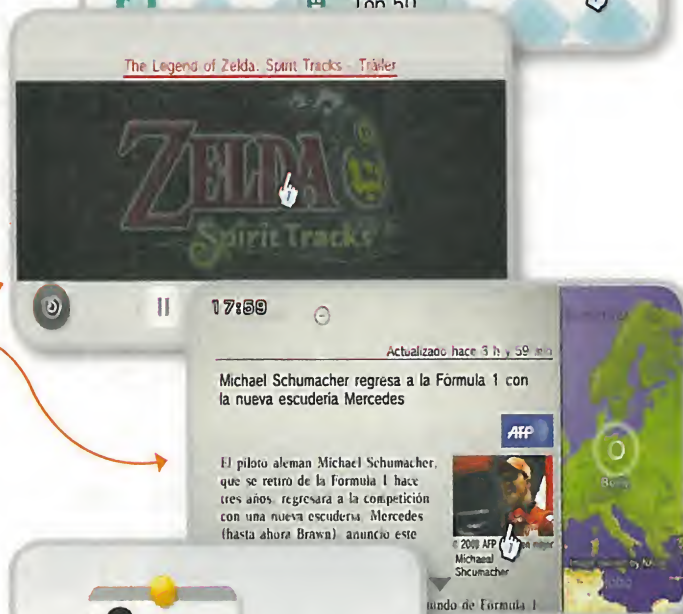 Top 50
The Legend of Zelda: Spirit Tracks - Tráiler
ZELDA
Spirit Tracks
17:59
Actualizado hace 3 h y 59 min
Michael Schumacher regresa a la Fórmula 1 con
la nueva escudería Mercedes
AFP
El piloto alemán Michael Schumacher,
que se retiró de la Fórmula 1 hace
tres años, regresará a la competición
con una nueva escudería, Mercedes
(hasta ahora Brawn), anunció este
© 2009 AFP
Michaeal
Shcumacher
mundo de Fórmula 1